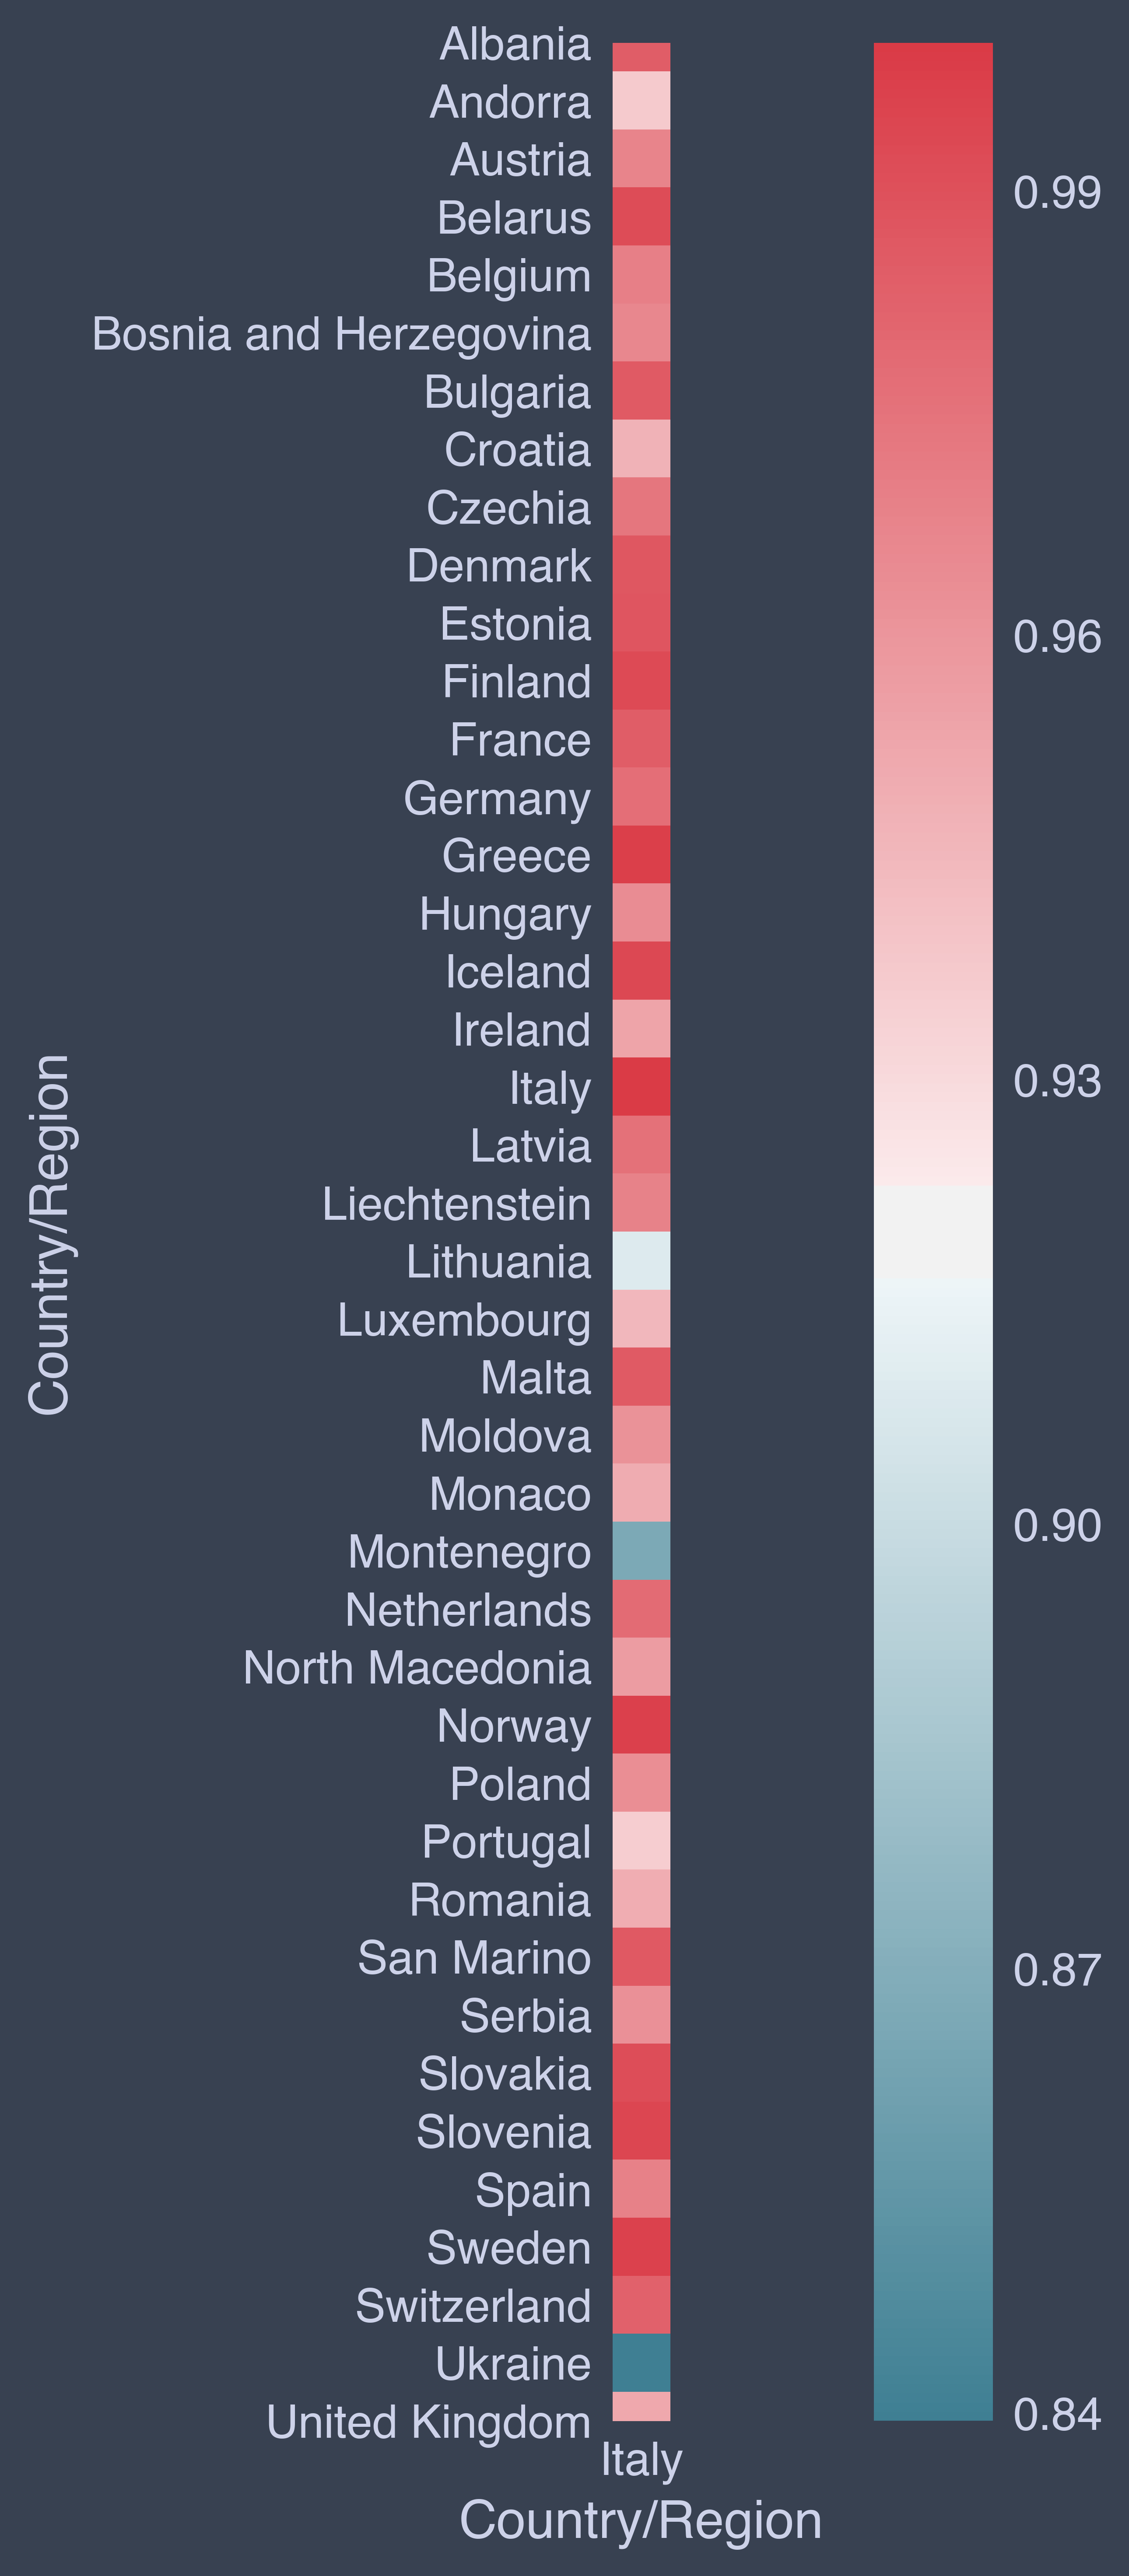 Albania
Andorra
Austria
Belarus
Belgium
Bosnia and Herzegovina
Bulgaria
Croatia
Czechia
Denmark
Estonia
Finland
France
Germany
Greece
Hungary
Iceland
Ireland
Italy
Latvia
Liechtenstein
Lithuania
Luxembourg
Malta
Moldova
Monaco
Montenegro
Netherlands
North Macedonia
Norway
Poland
Portugal
Romania
San Marino
Serbia
Slovakia
Slovenia
Spain
Sweden
Switzerland
Ukraine
United Kingdom
Country/Region
Italy
Country/Region
0.99
0.96
0.93
0.90
0.87
0.84